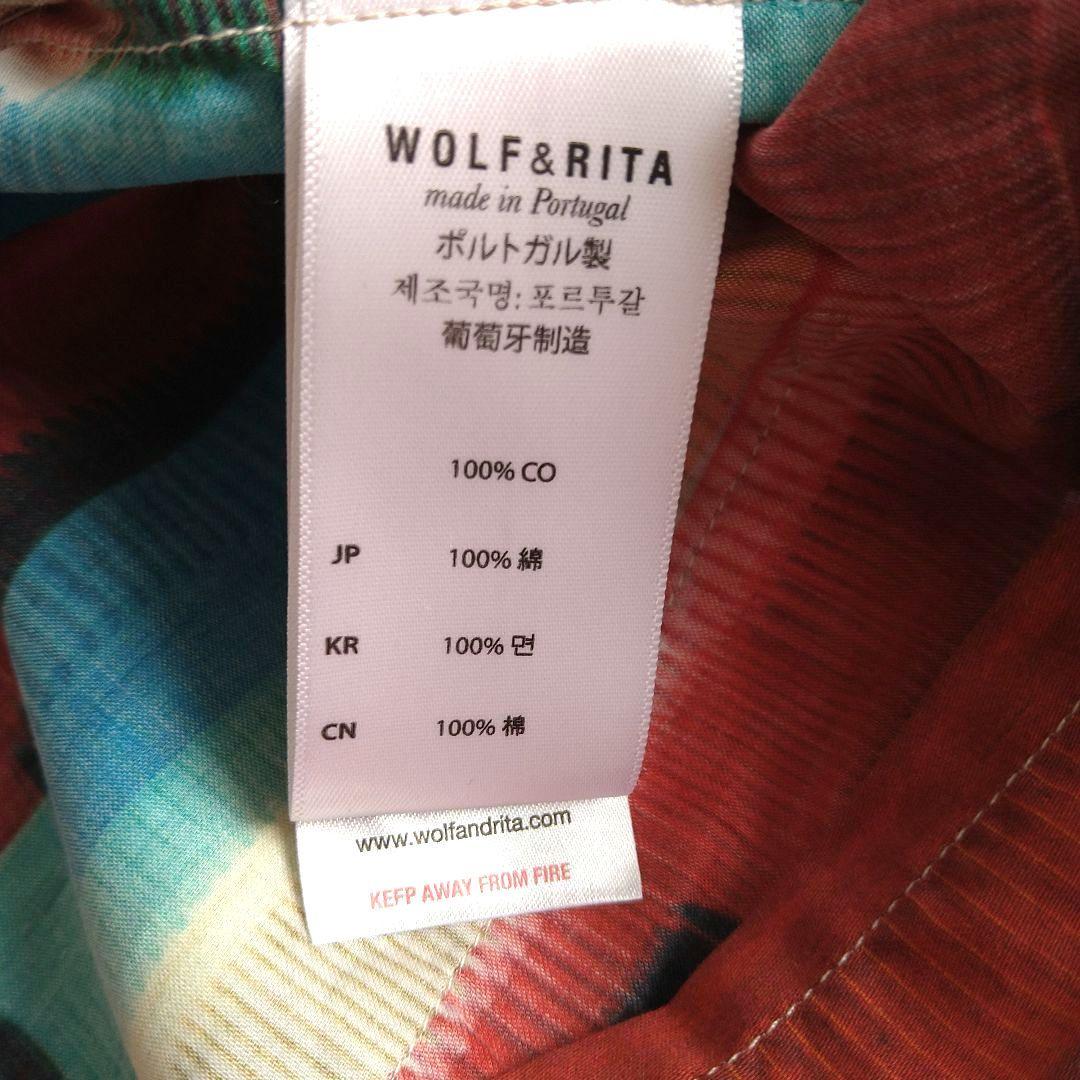 WOLF&RITA
made in Portugal
ポルトガル製
제조국명: 포르투갈
葡萄牙制造
100% CO
JP 100% 綿
KR 100% 면
CN 100% 棉
www.wolfandrita.com
KEEP AWAY FROM FIRE